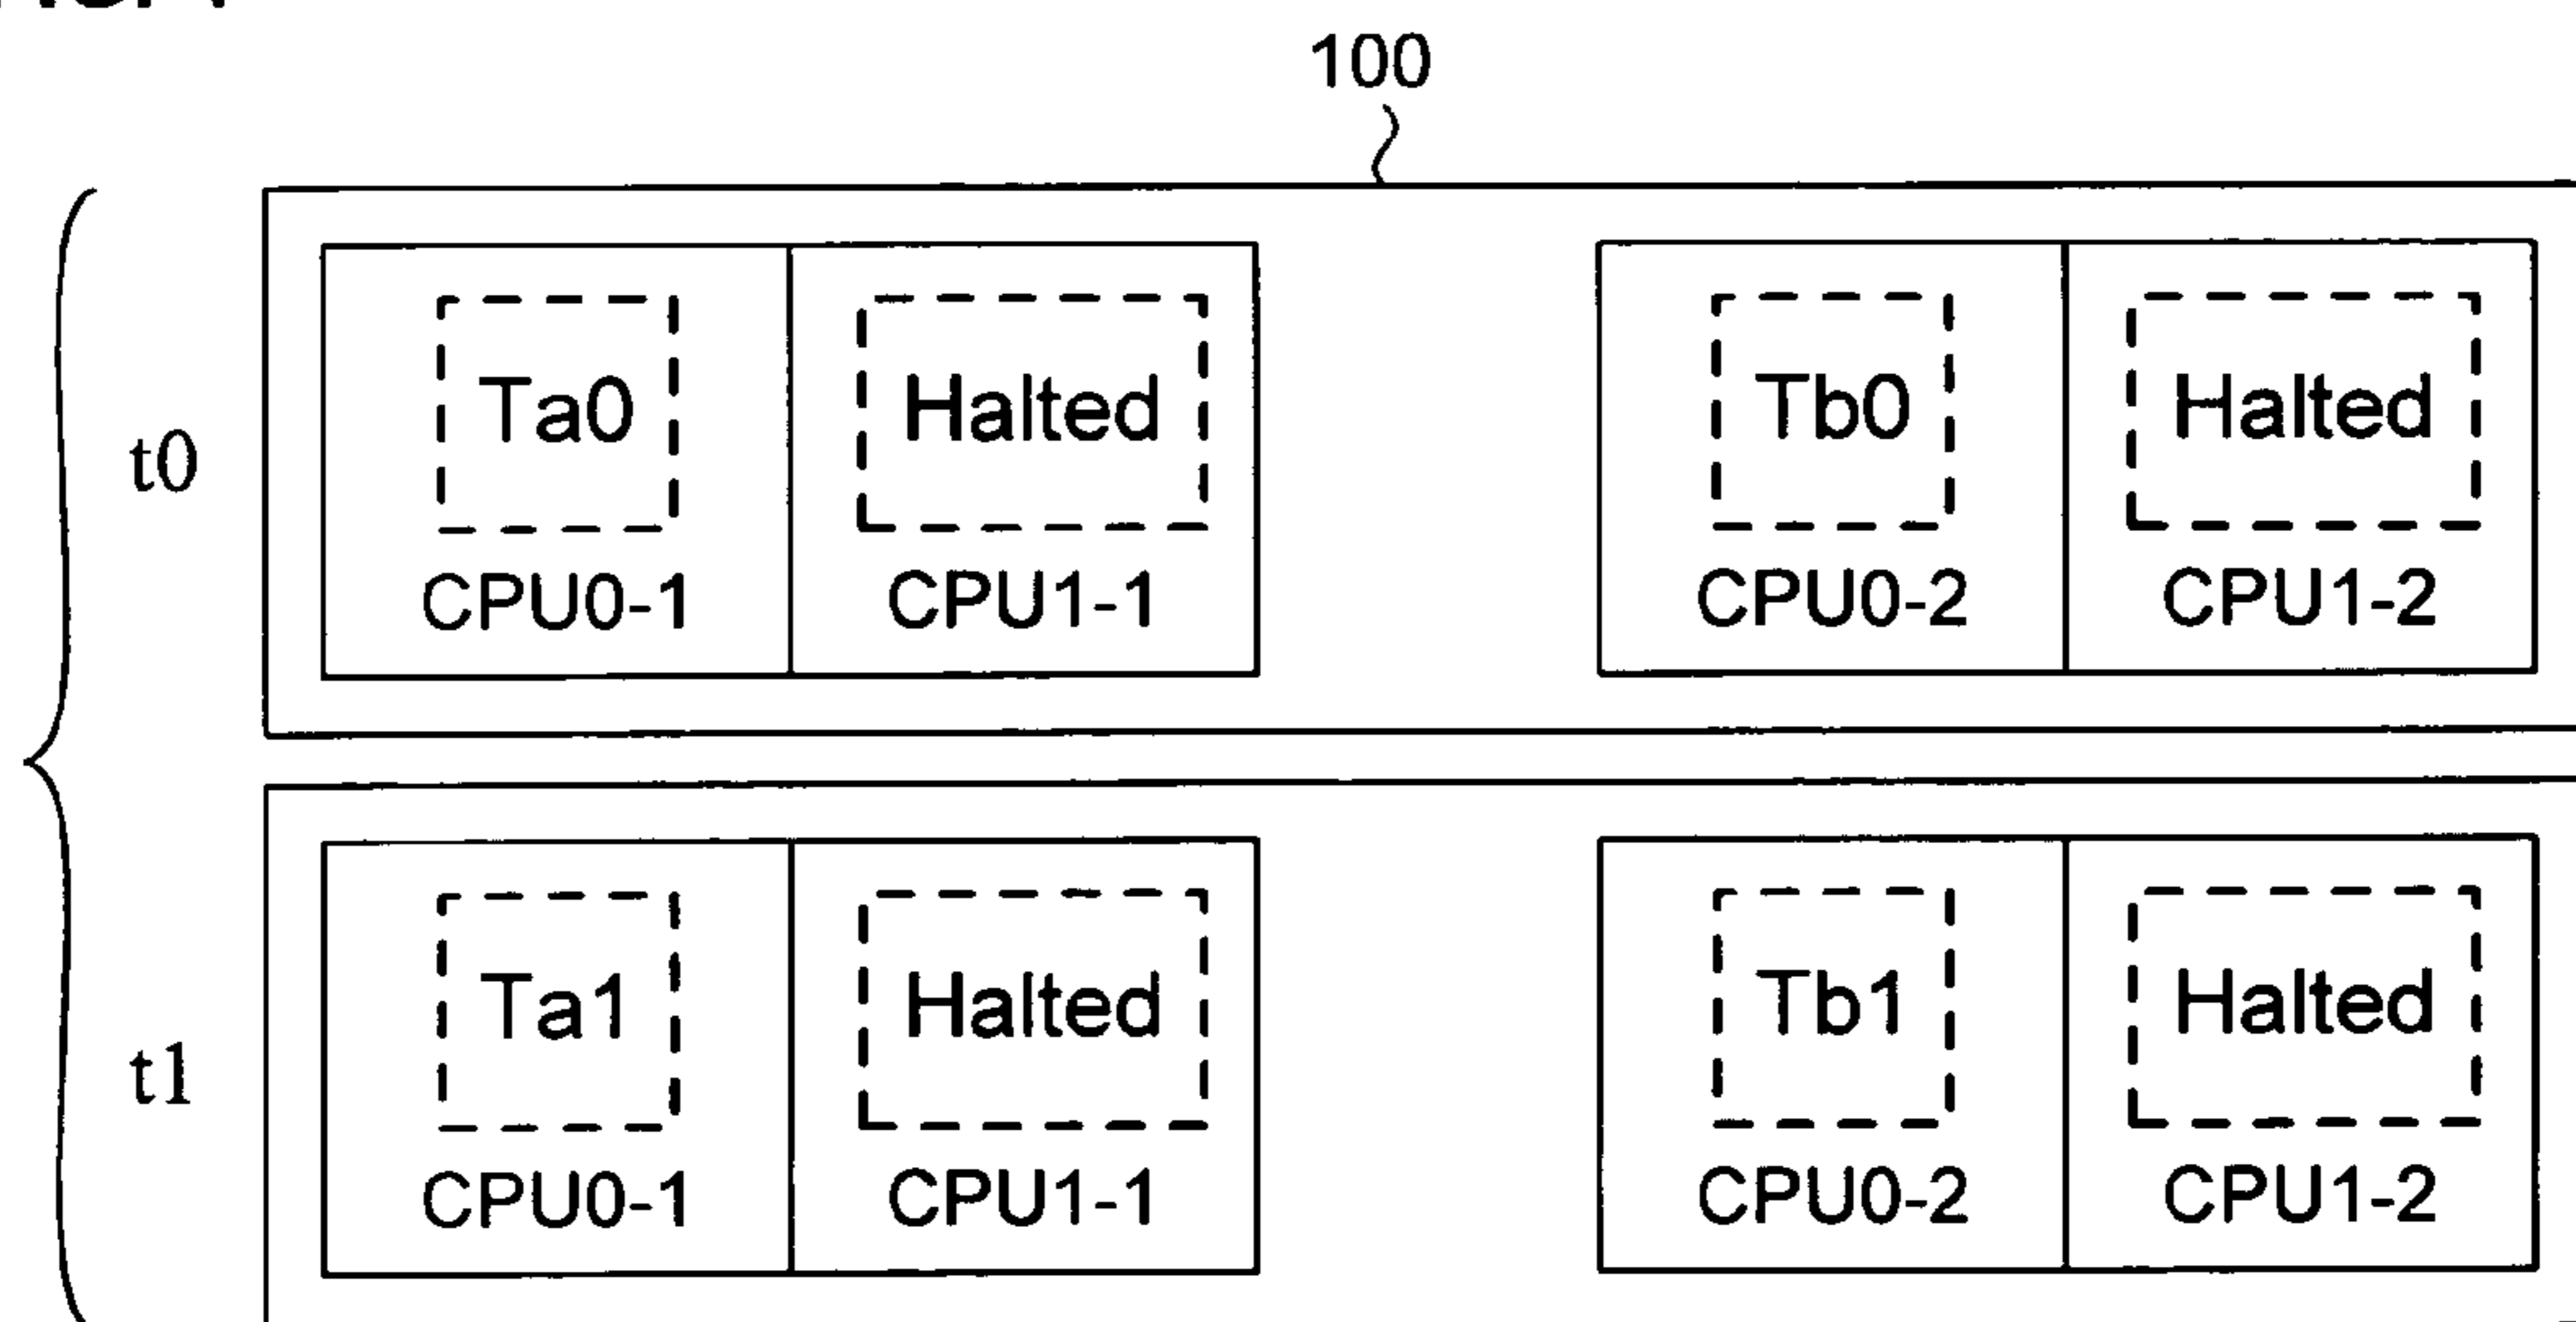 100
t0
Ta0 Halted Tb0 Halted
CPU0-1 CPU1-1 CPU0-2 CPU1-2
t1
Ta1 Halted Tb1 Halted
CPU0-1 CPU1-1 CPU0-2 CPU1-2